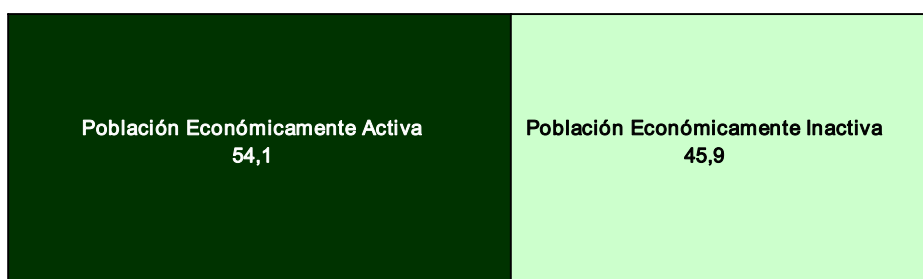 Población Económicamente Activa
54,1
Población Económicamente Inactiva
45,9